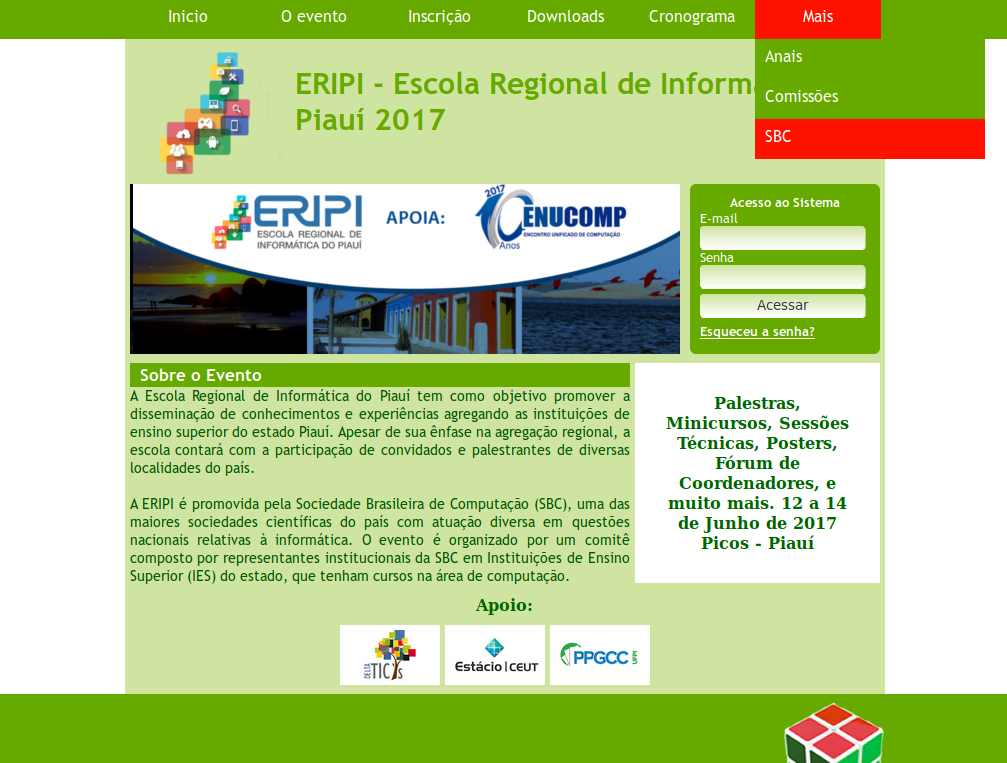 Inicio
O evento
Inscrição
Downloads
Cronograma
Mais
Anais
Comissões
SBC
ERIPI - Escola Regional de Inform
Piauí 2017
ERIPI
ESCOLA REGIONAL DE
INFORMÁTICA DO PIAUÍ
APOIA:
2017
ENUCOMP
Anos
ENCONTRO UNIFICADO DE COMPUTAÇÃO
Acesso ao Sistema
E-mail
Senha
Acessar
Esqueceu a senha?
Sobre o Evento
A Escola Regional de Informática do Piauí tem como objetivo promover a
disseminação de conhecimentos e experiências agregando as instituições de
ensino superior do estado Piauí. Apesar de sua ênfase na agregação regional, a
escola contará com a participação de convidados e palestrantes de diversas
localidades do país.
A ERIPI é promovida pela Sociedade Brasileira de Computação (SBC), uma das
maiores sociedades científicas do país com atuação diversa em questões
nacionais relativas à informática. O evento é organizado por um comitê
composto por representantes institucionais da SBC em Instituições de Ensino
Superior (IES) do estado, que tenham cursos na área de computação.
Palestras,
Minicursos, Sessões
Técnicas, Posters,
Fórum de
Coordenadores, e
muito mais. 12 a 14
de Junho de 2017
Picos - Piauí
Apoio:
DELTA
TIC's
Estácio | CEUT
PPGCC
UFPI